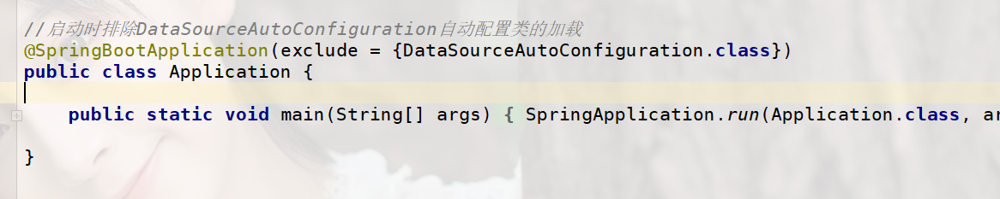 //启动时排除DataSourceAutoConfiguration自动配置类的加载
@SpringBootApplication(exclude = {DataSourceAutoConfiguration.class})
public class Application {
public static void main(String[] args) { SpringApplication.run(Application.class, ar
}